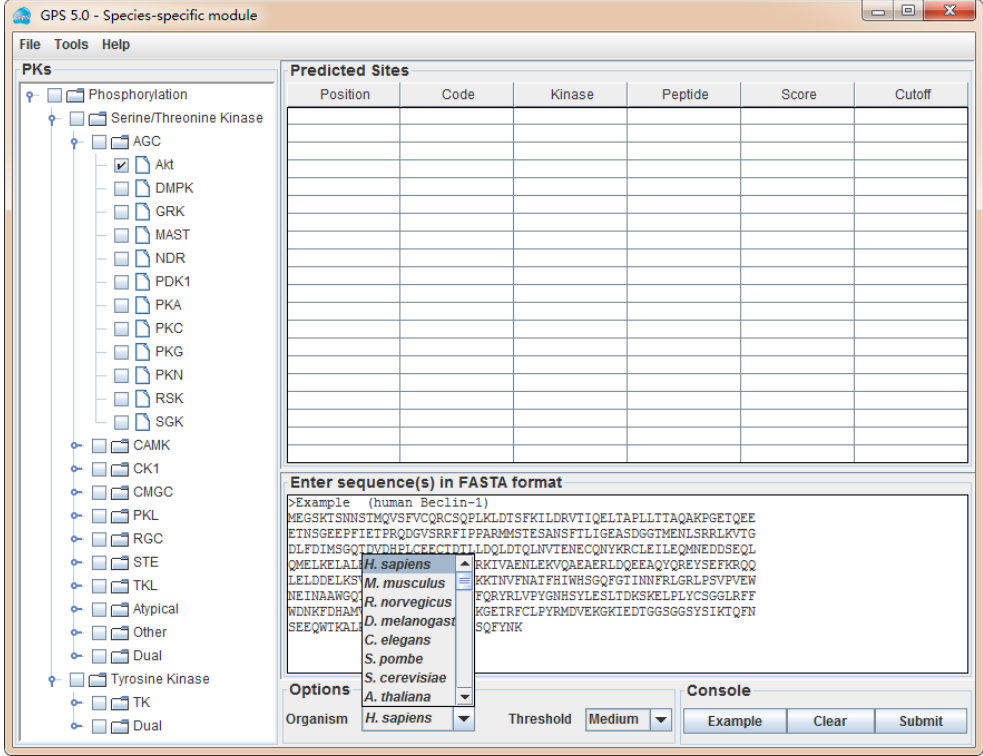 GPS 5.0 - Species-specific module
File Tools Help
PKs
Phosphorylation
Serine/Threonine Kinase
AGC
Akt
DMPK
GRK
MAST
NDR
PDK1
PKA
PKC
PKG
PKN
RSK
SGK
CAMK
CK1
CMGC
PKL
RGC
STE
TKL
Atypical
Other
Dual
Tyrosine Kinase
TK
Dual
Predicted Sites
Position Code Kinase Peptide Score Cutoff
Enter sequence(s) in FASTA format
>Example (human Beclin-1)
MEGSKTSNNSTMQVSFVCQRCSQPLKLDTSFKILDRVTIQELTAPLLTTAQAKPGETQEE
ETNSGEEPFIETPRQDGVSRRFIPPARMMSTESANSFTLIGEASDGGTMENLSRRLKVTG
DLFDIMSGQTDVDHPLCEECTDTLLDQLDTQLNVTENECQNYKRCLEILEQMNEDDSEQL
QMELKELALE RKIVAENLEKVQAEAERLDQEEAQYQREYSEFKRQQ
LELDDELKSV KKTNVFNATFHIWHSGQFGTINNFRLGRLPSVPVEW
NEINAAWGQT FQRYRLVPYGNHSYLESLTDKSKELPLYCSGGLRFF
WDNKFDHAMV KGETRFCLPYRMDVEKGKIEDTGGSGGSYSIKTQFN
SEEQWTKALK SQFYNK
H. sapiens
M. musculus
R. norvegicus
D. melanogast
C. elegans
S. pombe
S. cerevisiae
A. thaliana
Options
Organism H. sapiens Threshold Medium
Console
Example Clear Submit